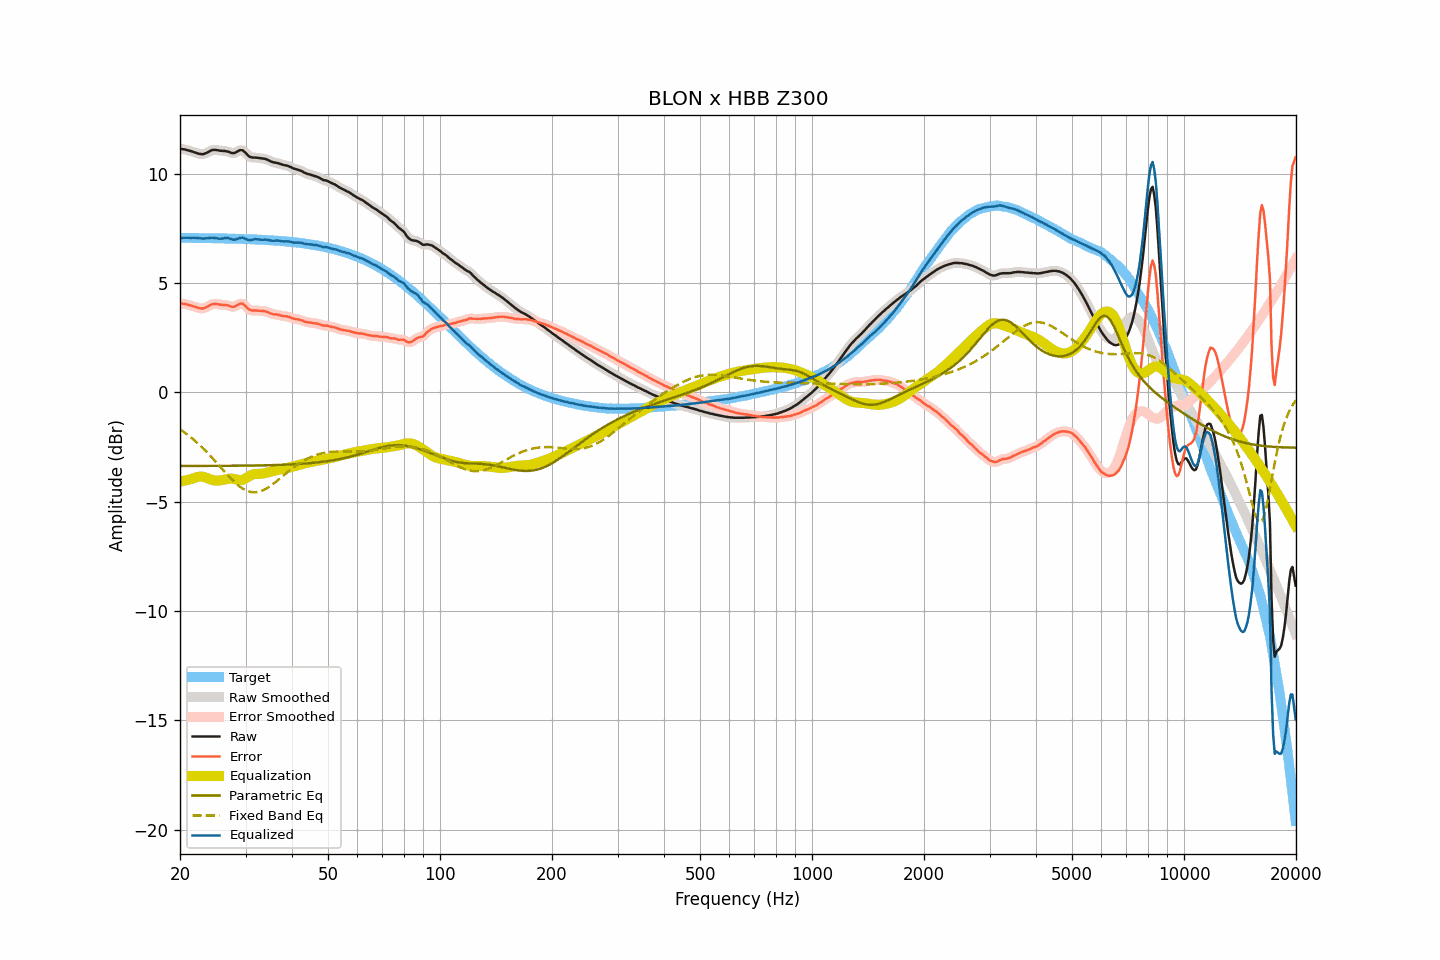 BLON x HBB Z300
Amplitude (dBr)
10
5
0
−5
−10
−15
−20
Target
Raw Smoothed
Error Smoothed
Raw
Error
Equalization
Parametric Eq
Fixed Band Eq
Equalized
20 50 100 200 500 1000 2000 5000 10000 20000
Frequency (Hz)